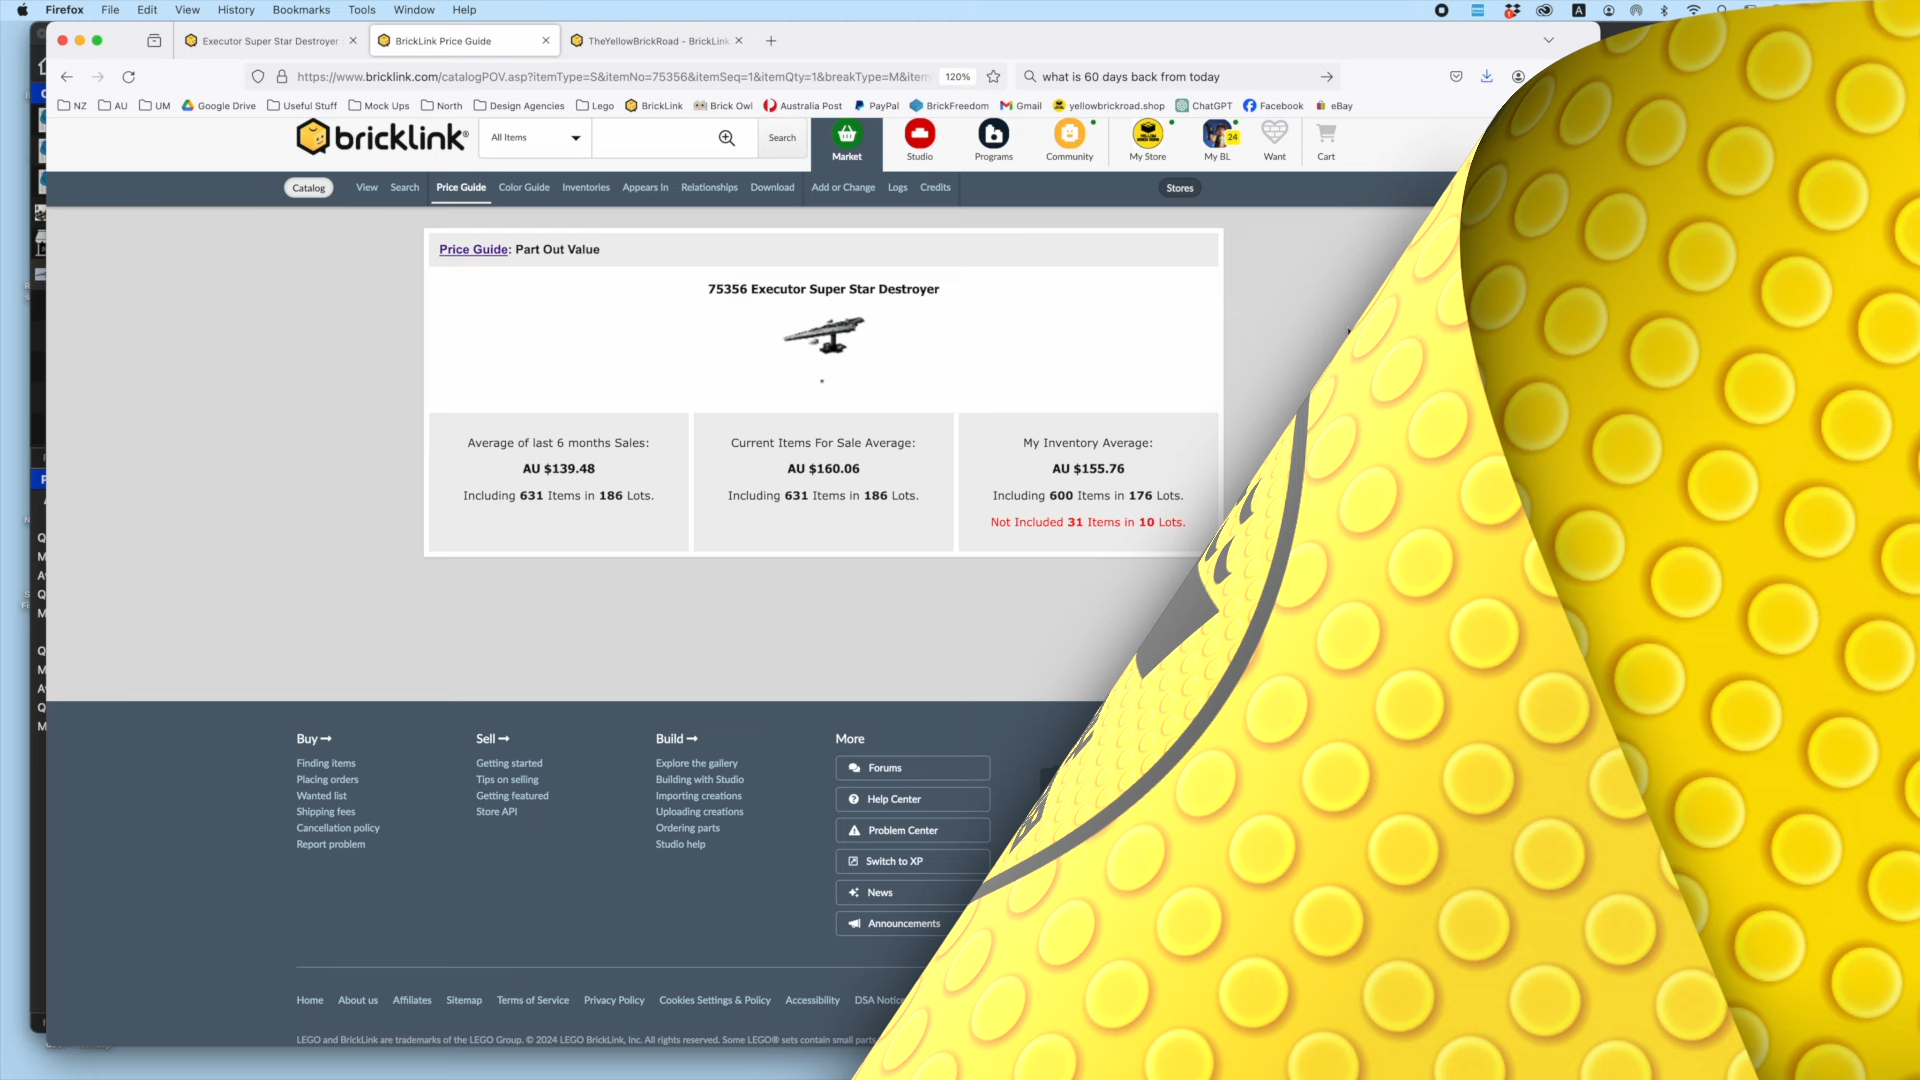 Firefox File Edit View History Bookmarks Tools Window Help
Executor Super Star Destroyer
BrickLink Price Guide
TheYellowBrickRoad - BrickLink
https://www.bricklink.com/catalogPOV.asp?itemType=S&itemNo=75356&itemSeq=1&itemQty=1&breakType=M&item
120%
what is 60 days back from today
NZ AU UM Google Drive Useful Stuff Mock Ups North Design Agencies Lego BrickLink Brick Owl Australia Post PayPal BrickFreedom Gmail yellowbrickroad.shop ChatGPT Facebook eBay
bricklink
All Items
Search
Market
Studio
Programs
Community
My Store
24
My BL
Want
Cart
Catalog View Search Price Guide Color Guide Inventories Appears In Relationships Download Add or Change Logs Credits Stores
Price Guide: Part Out Value
75356 Executor Super Star Destroyer
Average of last 6 months Sales:
AU $139.48
Including 631 Items in 186 Lots.
Current Items For Sale Average:
AU $160.06
Including 631 Items in 186 Lots.
My Inventory Average:
AU $155.76
Including 600 Items in 176 Lots.
Not Included 31 Items in 10 Lots.
Buy
Finding items
Placing orders
Wanted list
Shipping fees
Cancellation policy
Report problem
Sell
Getting started
Tips on selling
Getting featured
Store API
Build
Explore the gallery
Building with Studio
Importing creations
Uploading creations
Ordering parts
Studio help
More
Forums
Help Center
Problem Center
Switch to XP
News
Announcements
Home About us Affiliates Sitemap Terms of Service Privacy Policy Cookies Settings & Policy Accessibility DSA Notice
LEGO and BrickLink are trademarks of the LEGO Group. © 2024 LEGO BrickLink, Inc. All rights reserved. Some LEGO® sets contain small parts